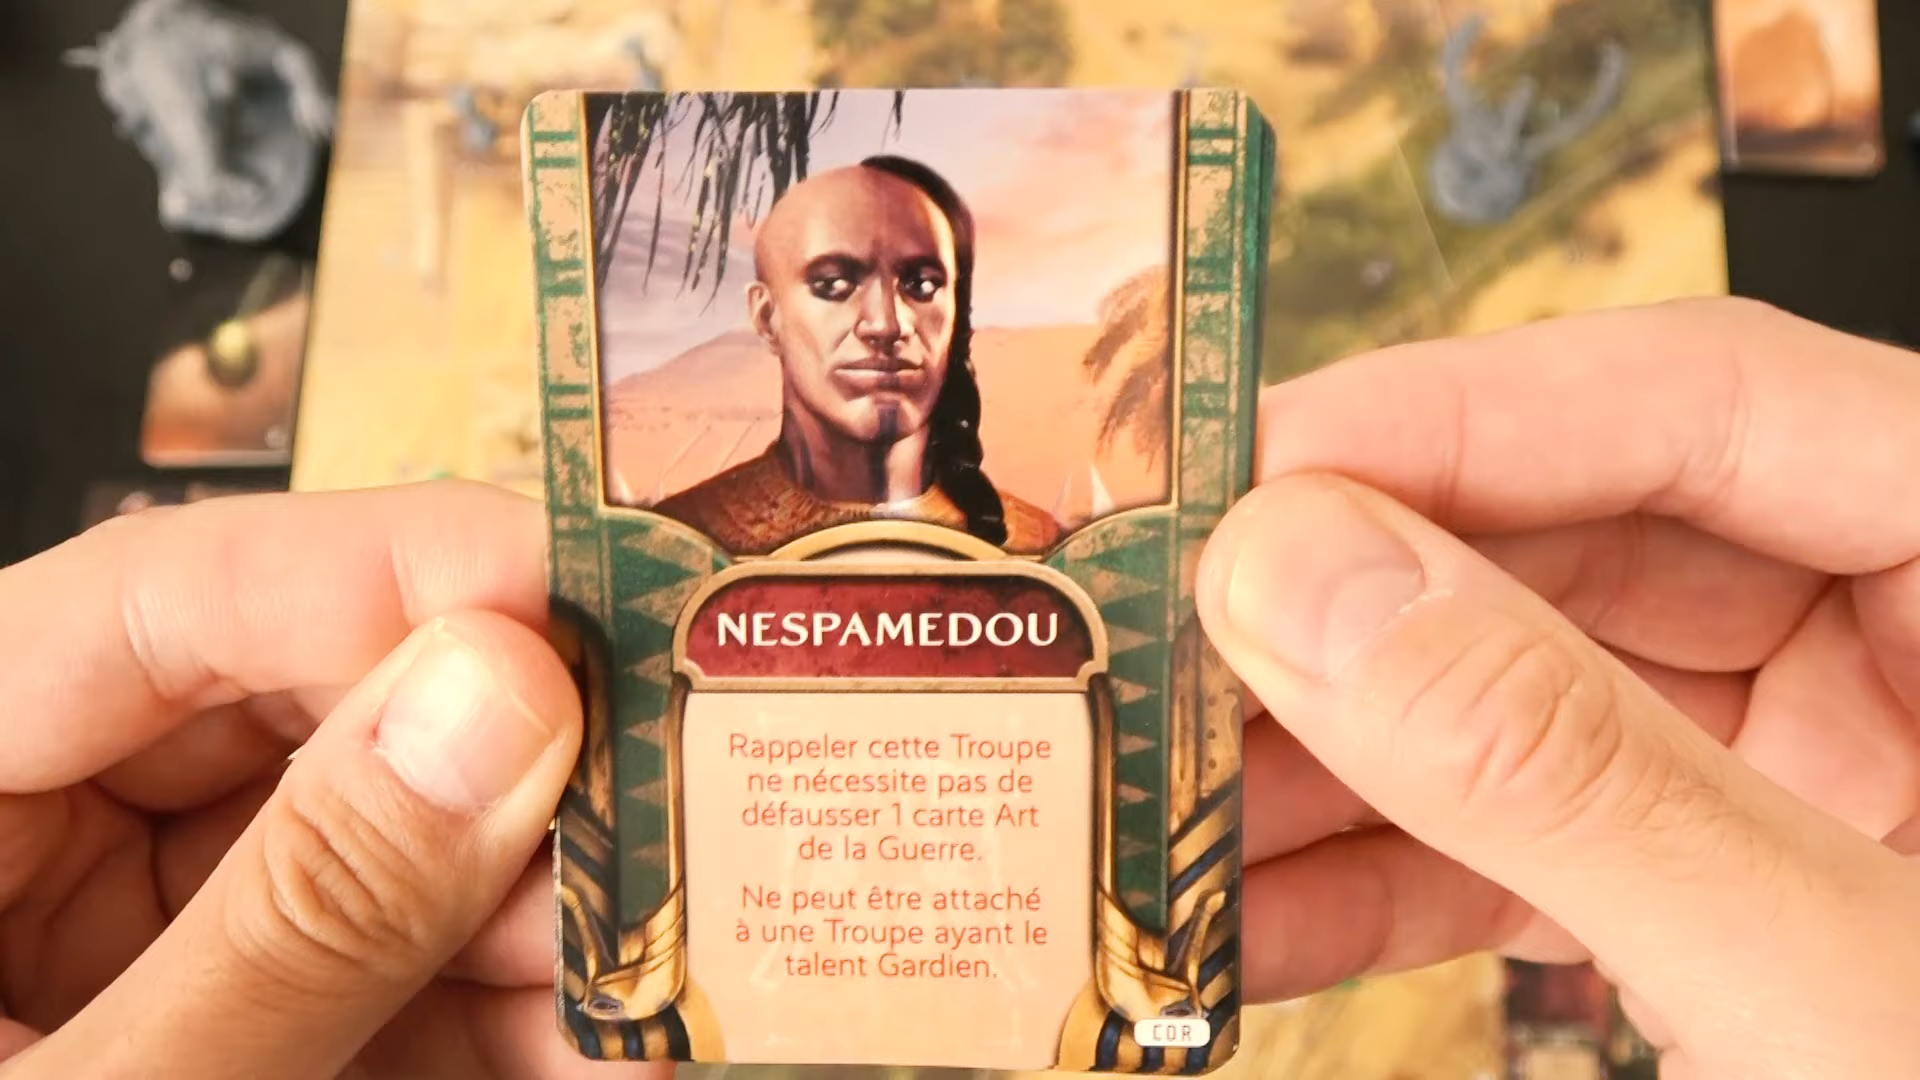 NESPAMEDOU
Rappeler cette Troupe
ne nécessite pas de
défausser 1 carte Art
de la Guerre.
Ne peut être attaché
à une Troupe ayant le
talent Gardien.
COR